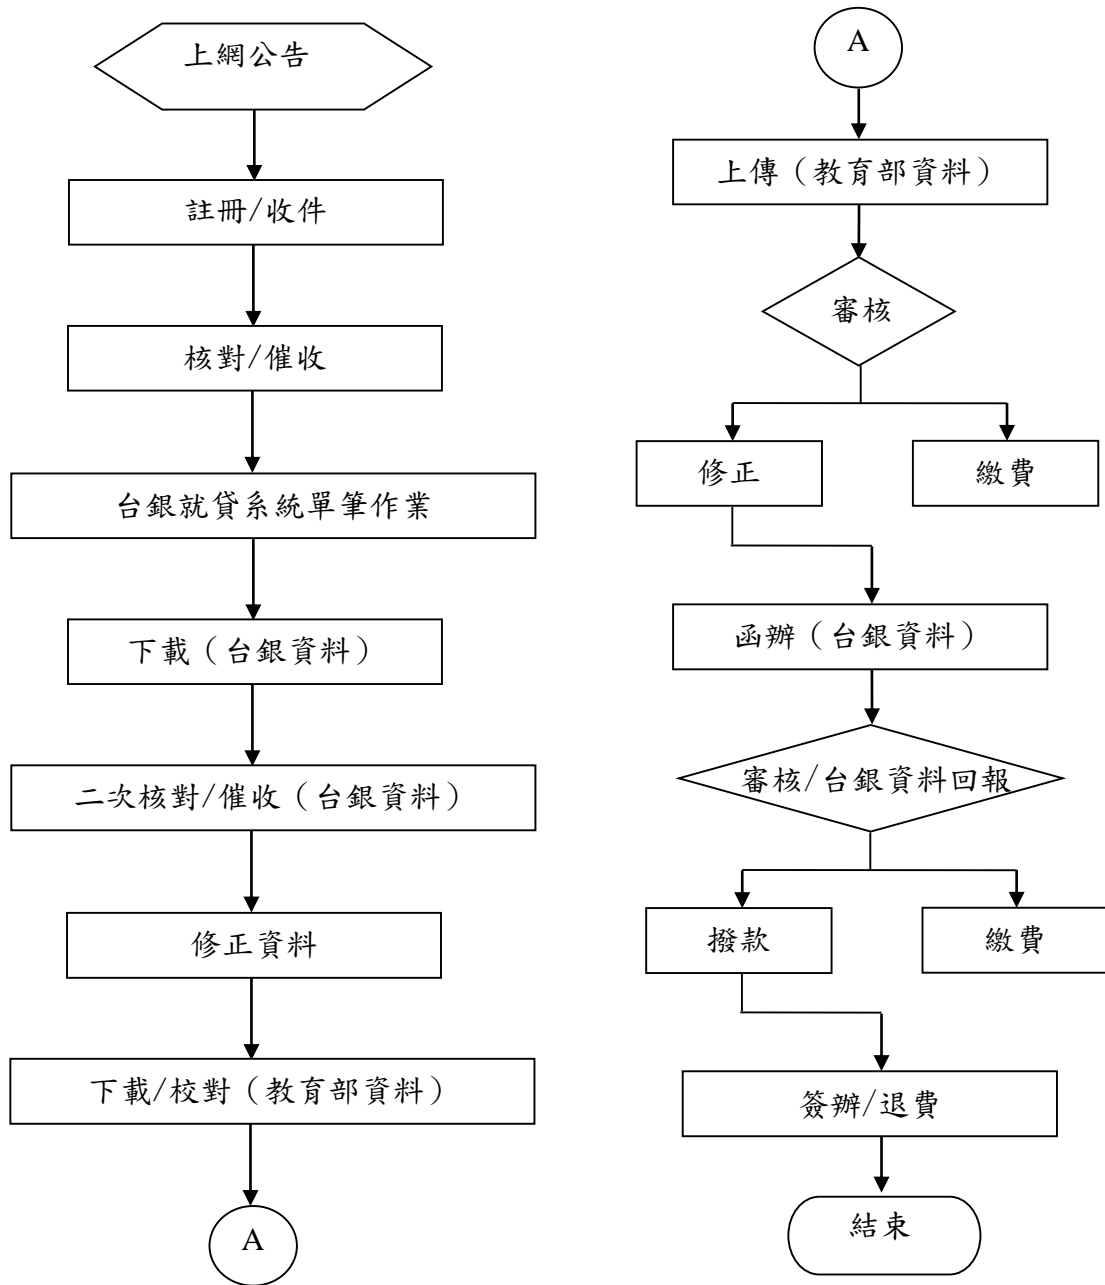 上網公告
註冊/收件
核對/催收
台銀就貸系統單筆作業
下載（台銀資料）
二次核對/催收（台銀資料）
修正資料
下載/校對（教育部資料）
A
A
上傳（教育部資料）
審核
修正
繳費
函辦（台銀資料）
審核/台銀資料回報
撥款
繳費
簽辦/退費
結束